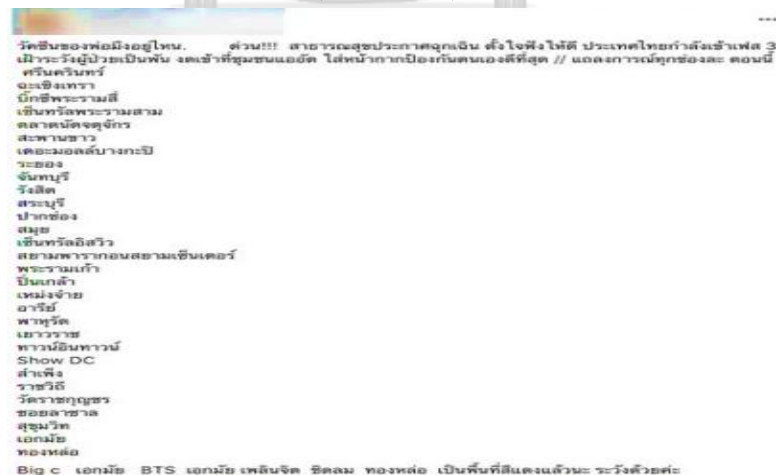 วัคซีนของพ่อมึงอยู่ไหน. ด่วน!!! สาธารณสุขประกาศฉุกเฉิน ตั้งใจฟังให้ดี ประเทศไทยกำลังเข้าเฟส 3
เฝ้าระวังผู้ป่วยเป็นพัน งดเข้าที่ชุมชนแออัด ใส่หน้ากากป้องกันตนเองดีที่สุด // แถลงการณ์ทุกช่องละ ตอนนี้
ศรีนครินทร์
ฉะเชิงเทรา
บิ๊กซีพระรามสี่
เซ็นทรัลพระรามสาม
ตลาดนัดจตุจักร
สะพานขาว
เดอะมอลล์บางกะปิ
ระยอง
จันทบุรี
รังสิต
สระบุรี
ปากช่อง
สมุย
เซ็นทรัลอิสวิว
สยามพารากอนสยามเซ็นเตอร์
พระรามเก้า
ปิ่นเกล้า
เหม่งจ๋าย
อารีย์
พาหุรัด
เยาวราช
ทาวน์อินทาวน์
Show DC
สำเพ็ง
ราชวิถี
วัดราชกุญชร
ซอยลาซาล
สุขุมวิท
เอกมัย
ทองหล่อ
Big c เอกมัย BTS เอกมัย เพลินจิต ชิดลม ทองหล่อ เป็นพื้นที่สีแดงแล้วนะ ระวังด้วยค่ะ